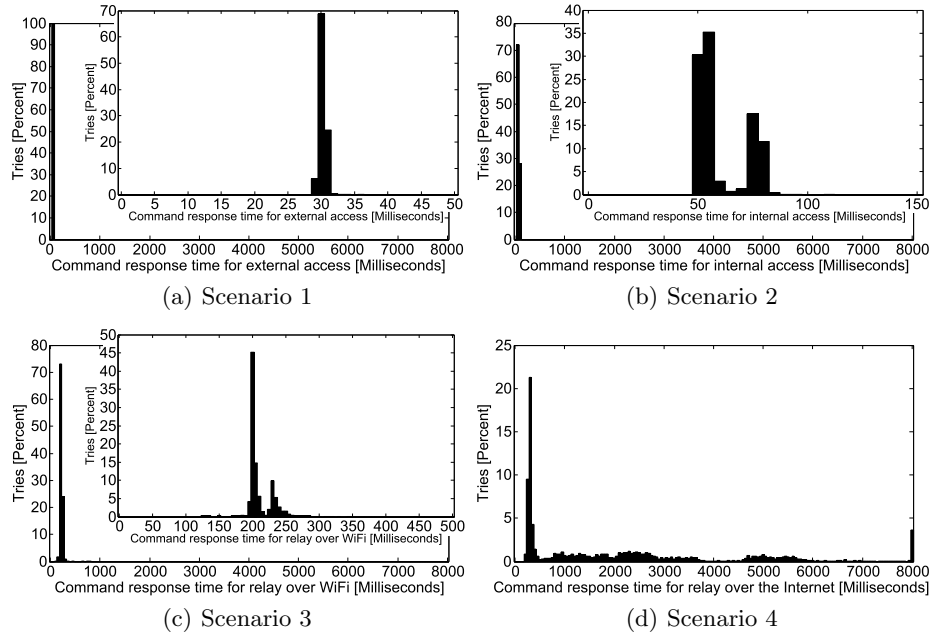 100
90
80
70
60
50
40
30
20
10
0
Tries [Percent]
0 1000 2000 3000 4000 5000 6000 7000 8000
Command response time for external access [Milliseconds]
70
60
50
40
30
20
10
0
Tries [Percent]
0 5 10 15 20 25 30 35 40 45 50
Command response time for external access [Milliseconds]
(a) Scenario 1
80
70
60
50
40
30
20
10
0
Tries [Percent]
0 1000 2000 3000 4000 5000 6000 7000 8000
Command response time for internal access [Milliseconds]
40
35
30
25
20
15
10
5
0
Tries [Percent]
0 50 100 150
Command response time for internal access [Milliseconds]
(b) Scenario 2
80
70
60
50
40
30
20
10
0
Tries [Percent]
0 1000 2000 3000 4000 5000 6000 7000 8000
Command response time for relay over WiFi [Milliseconds]
50
45
40
35
30
25
20
15
10
5
0
Tries [Percent]
0 50 100 150 200 250 300 350 400 450 500
Command response time for relay over WiFi [Milliseconds]
(c) Scenario 3
25
20
15
10
5
0
Tries [Percent]
0 1000 2000 3000 4000 5000 6000 7000 8000
Command response time for relay over the Internet [Milliseconds]
(d) Scenario 4